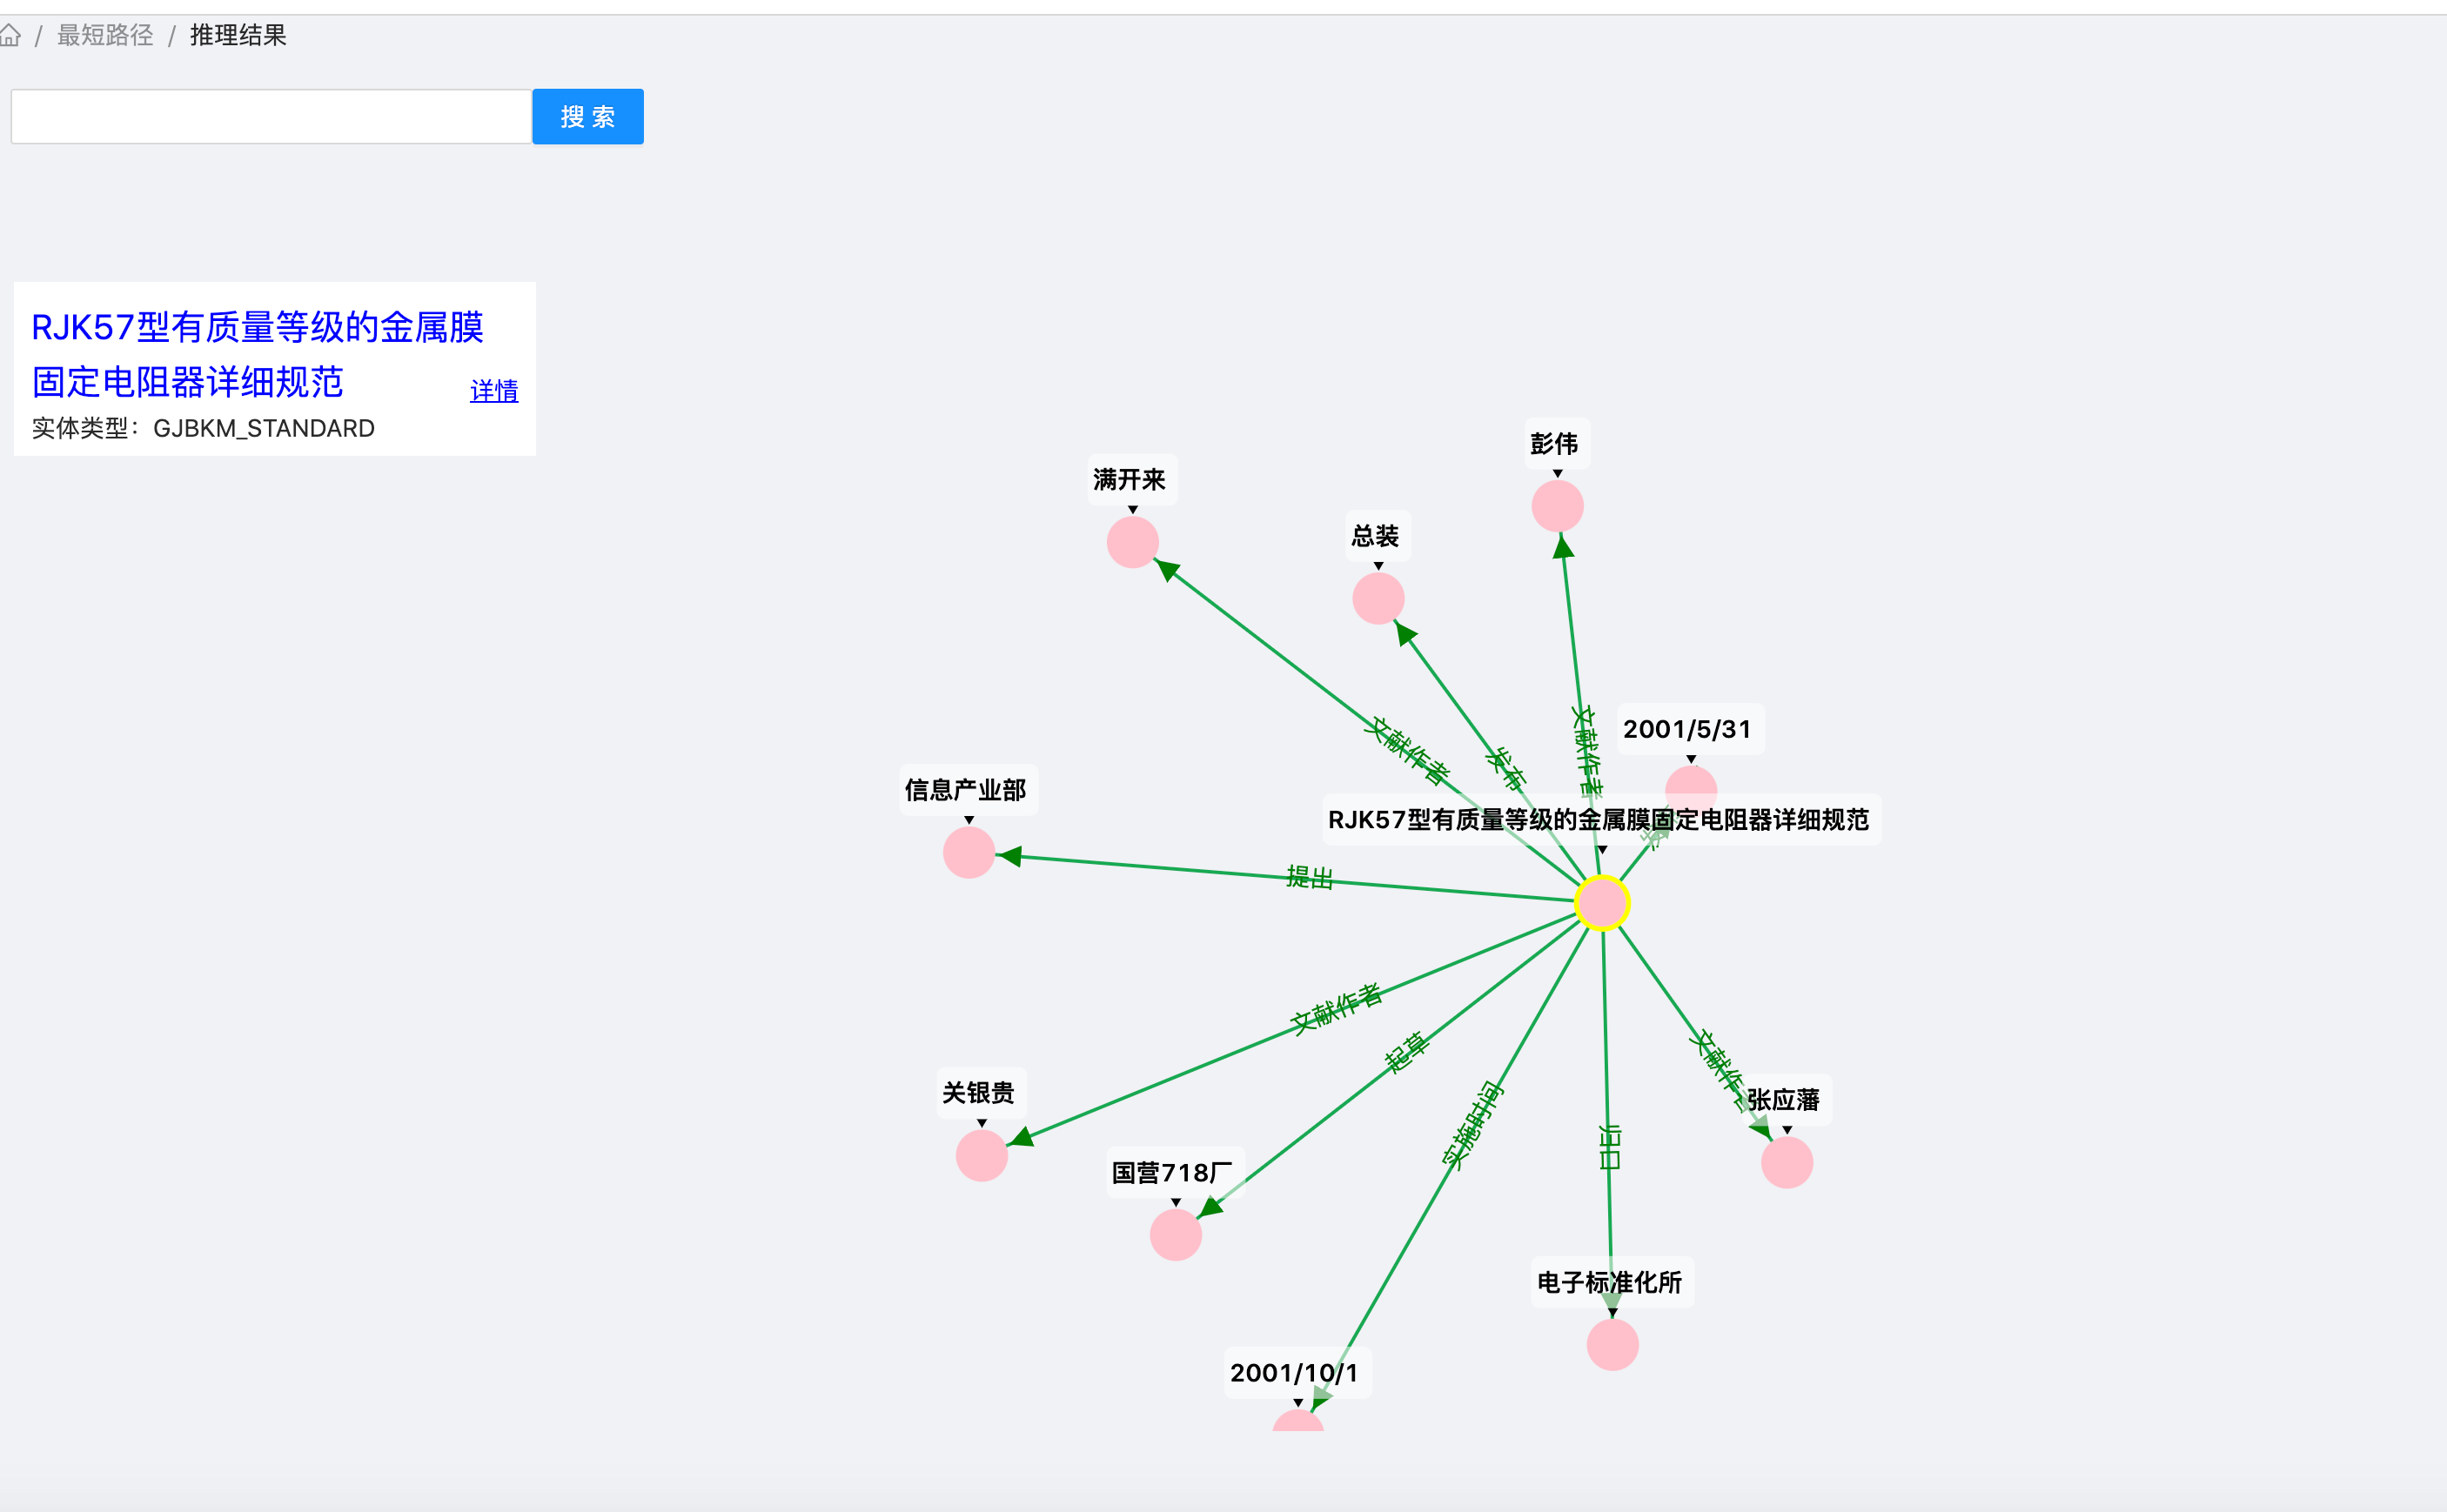 / 最短路径 / 推理结果
搜 索
RJK57型有质量等级的金属膜
固定电阻器详细规范
详情
实体类型：GJBKM_STANDARD
彭伟
满开来
总装
2001/5/31
文献作者
发布
文献作者
信息产业部
RJK57型有质量等级的金属膜固定电阻器详细规范
提出
文献作者
起草
文献作
关银贵
实施时间
归口
张应藩
国营718厂
电子标准化所
2001/10/1